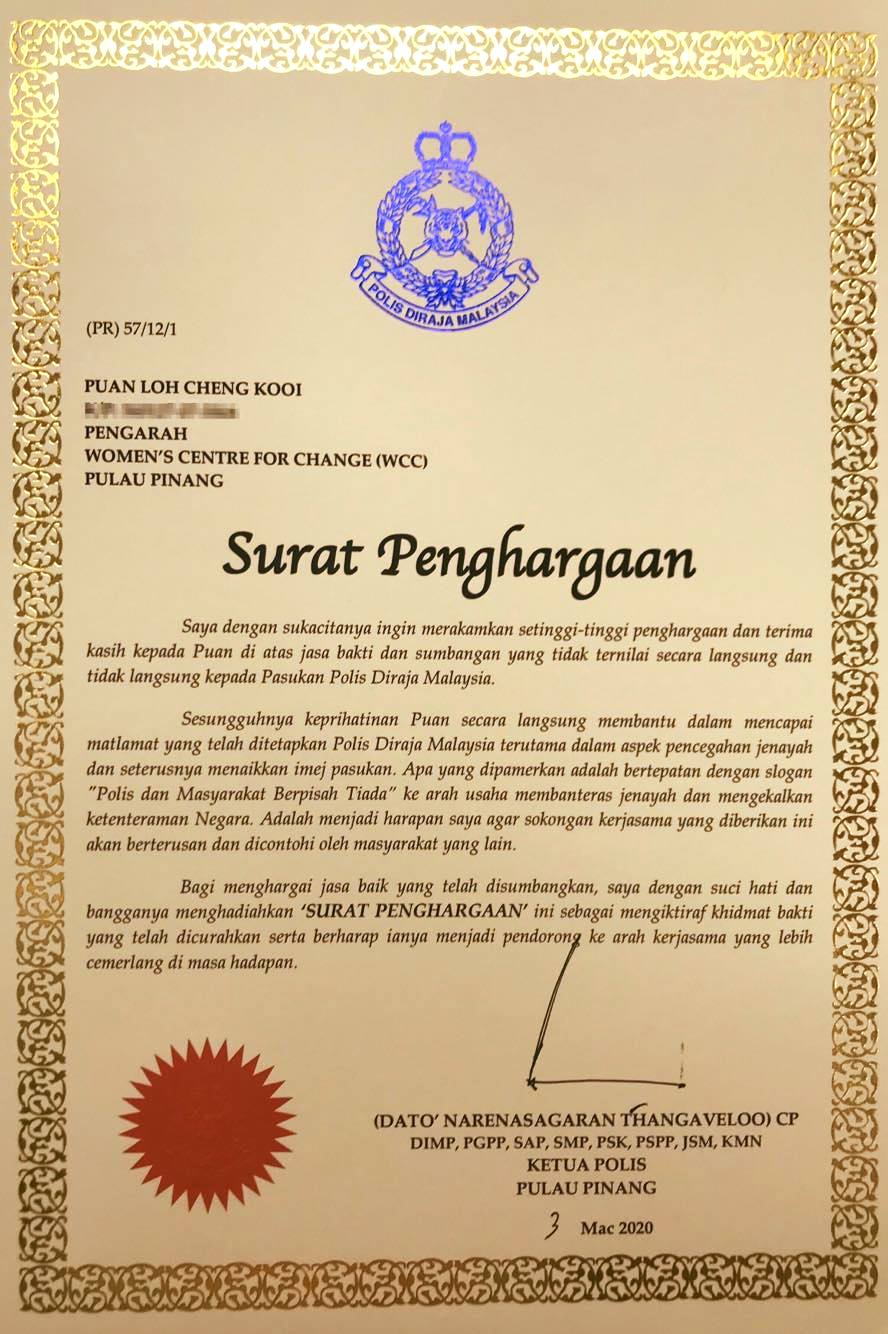 POLIS DIRAJA MALAYSIA
(PR) 57/12/1
PUAN LOH CHENG KOOI
PENGARAH
WOMEN'S CENTRE FOR CHANGE (WCC)
PULAU PINANG
Surat Penghargaan
Saya dengan sukacitanya ingin merakamkan setinggi-tinggi penghargaan dan terima
kasih kepada Puan di atas jasa bakti dan sumbangan yang tidak ternilai secara langsung dan
tidak langsung kepada Pasukan Polis Diraja Malaysia.
Sesungguhnya keprihatinan Puan secara langsung membantu dalam mencapai
matlamat yang telah ditetapkan Polis Diraja Malaysia terutama dalam aspek pencegahan jenayah
dan seterusnya menaikkan imej pasukan. Apa yang dipamerkan adalah bertepatan dengan slogan
"Polis dan Masyarakat Berpisah Tiada" ke arah usaha membanteras jenayah dan mengekalkan
ketenteraman Negara. Adalah menjadi harapan saya agar sokongan kerjasama yang diberikan ini
akan berterusan dan dicontohi oleh masyarakat yang lain.
Bagi menghargai jasa baik yang telah disumbangkan, saya dengan suci hati dan
bangganya menghadiahkan 'SURAT PENGHARGAAN' ini sebagai mengiktiraf khidmat bakti
yang telah dicurahkan serta berharap ianya menjadi pendorong ke arah kerjasama yang lebih
cemerlang di masa hadapan.
(DATO' NARENASAGARAN THANGAVELOO) CP
DIMP, PGPP, SAP, SMP, PSK, PSPP, JSM, KMN
KETUA POLIS
PULAU PINANG
3 Mac 2020